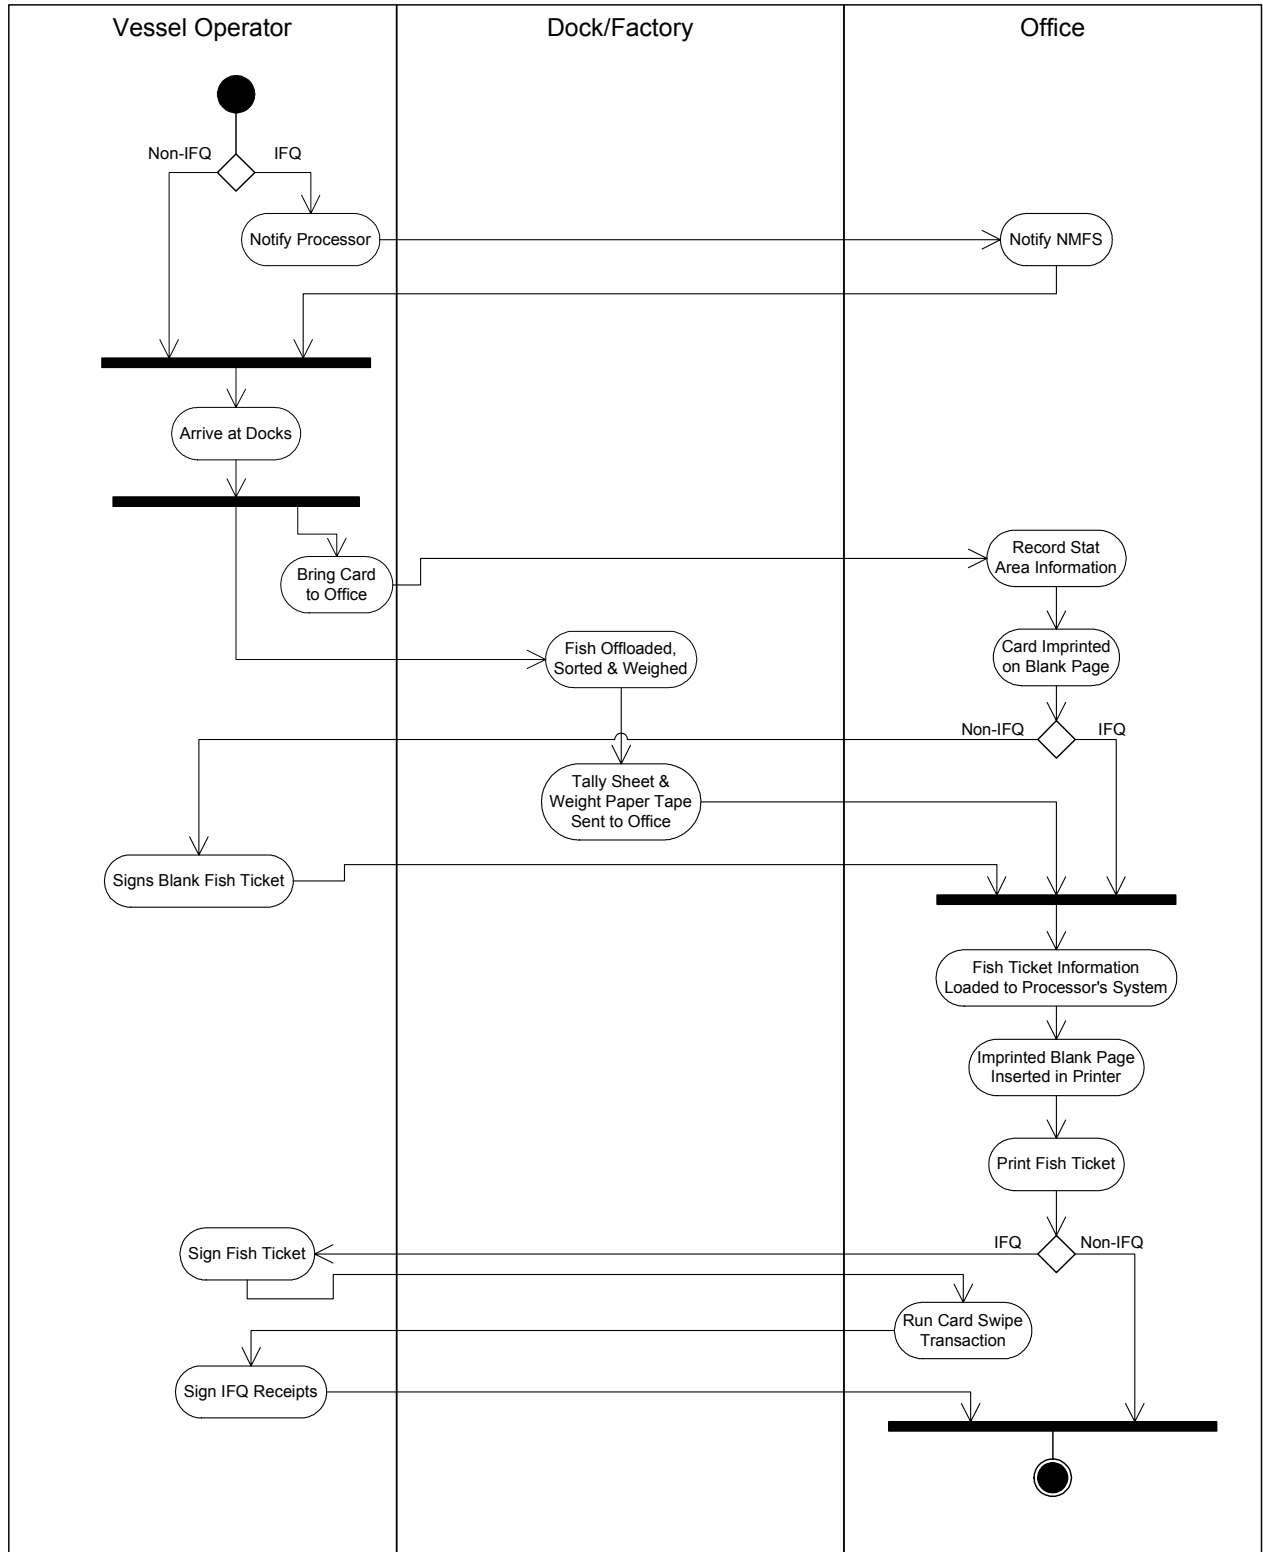 Vessel Operator
Dock/Factory
Office
Non-IFQ
IFQ
Notify Processor
Notify NMFS
Arrive at Docks
Bring Card
to Office
Record Stat
Area Information
Fish Offloaded,
Sorted & Weighed
Card Imprinted
on Blank Page
Non-IFQ
IFQ
Tally Sheet &
Weight Paper Tape
Sent to Office
Signs Blank Fish Ticket
Fish Ticket Information
Loaded to Processor's System
Imprinted Blank Page
Inserted in Printer
Print Fish Ticket
IFQ
Non-IFQ
Sign Fish Ticket
Run Card Swipe
Transaction
Sign IFQ Receipts